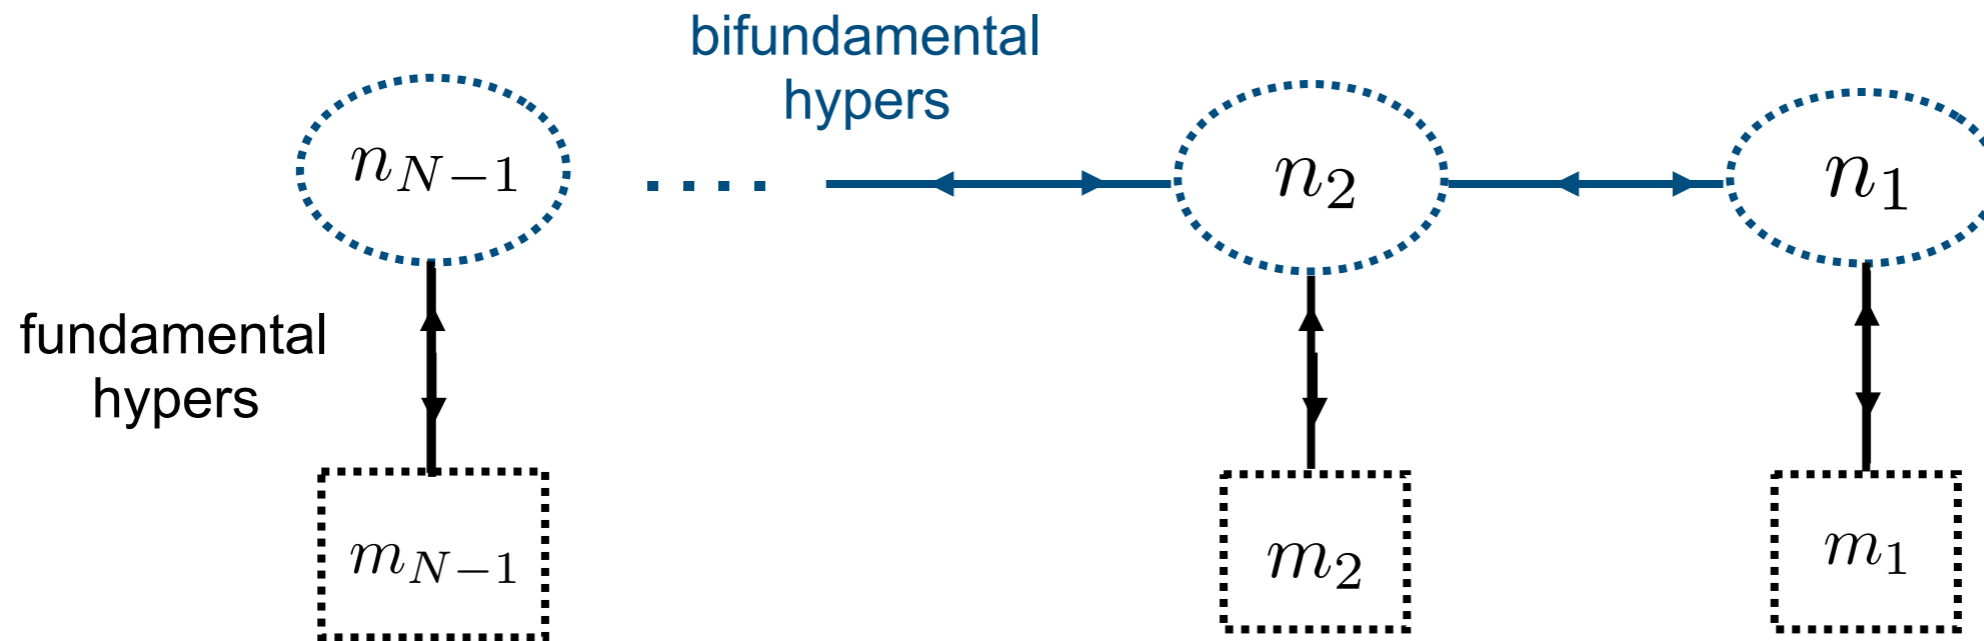 bifundamental
hypers
n_{N-1}
....
n_2
n_1
fundamental
hypers
m_{N-1}
m_2
m_1